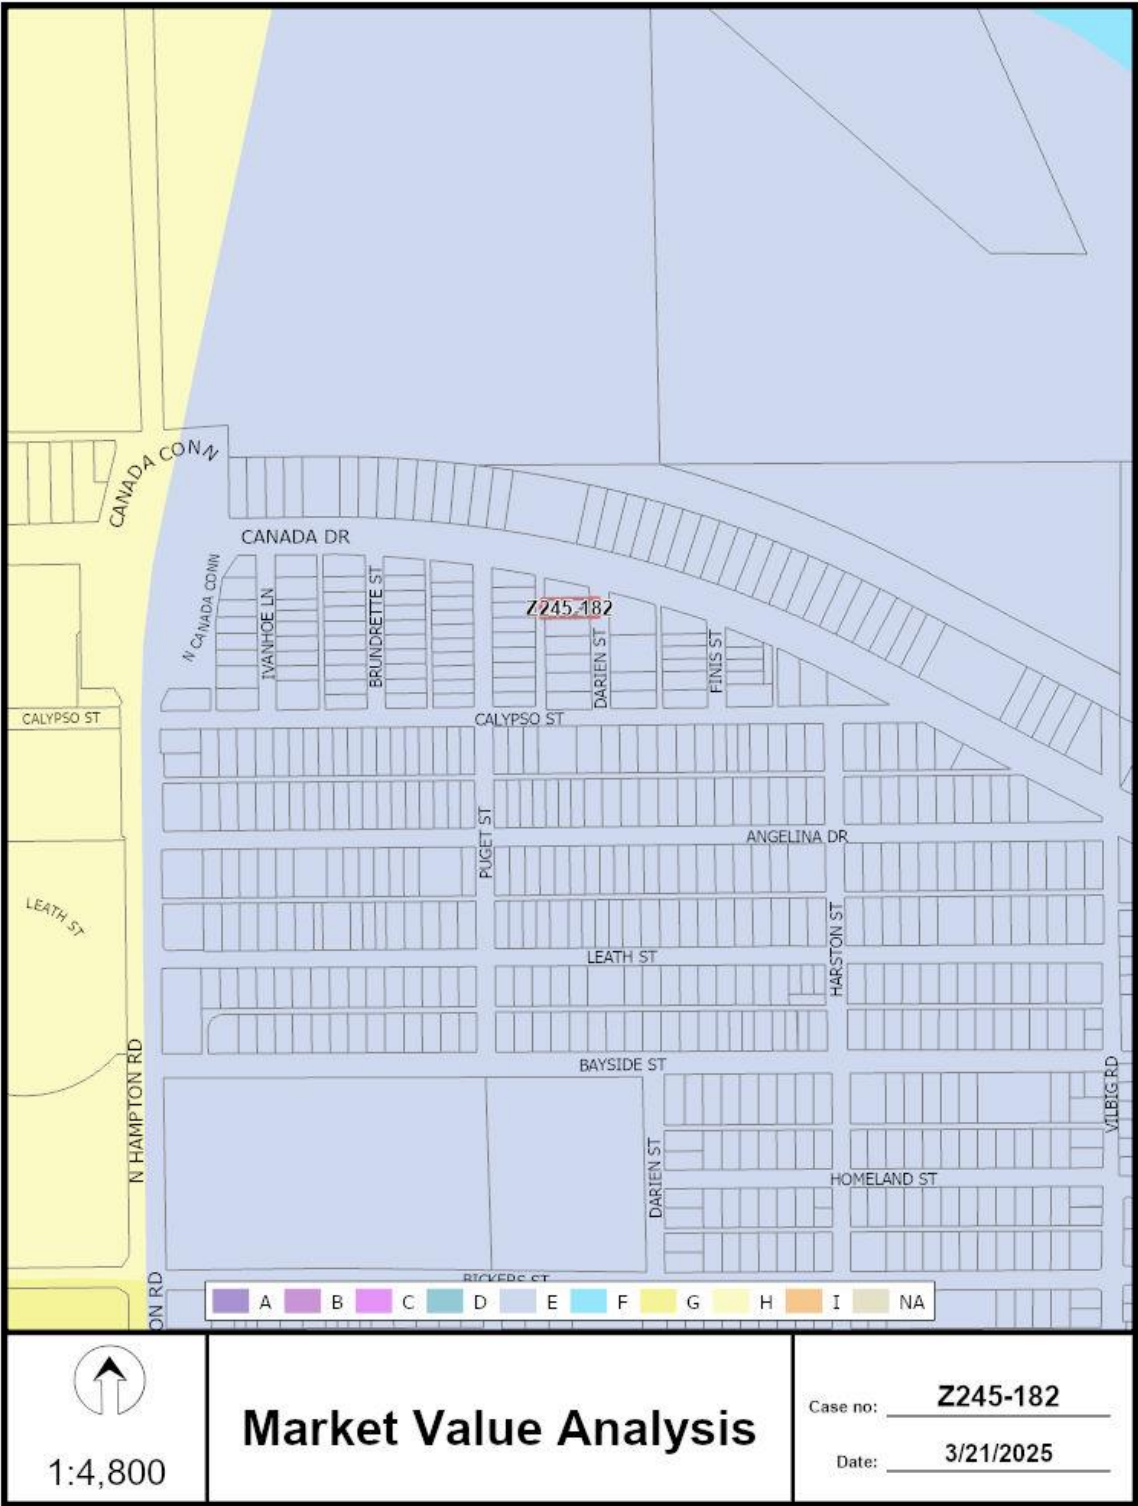 CANADA CONN
CANADA DR
N CANADA CONN
IVANHOE LN
BRUNDRETTE ST
Z245-182
DARIEN ST
FINIS ST
CALYPSO ST
CALYPSO ST
PUGET ST
ANGELINA DR
LEATH ST
HARSTON ST
LEATH ST
BAYSIDE ST
N HAMPTON RD
VILBIG RD
DARIEN ST
HOMELAND ST
BICKERS ST
ON RD
A B C D E F G H I NA
1:4,800
Market Value Analysis
Case no: Z245-182
Date: 3/21/2025